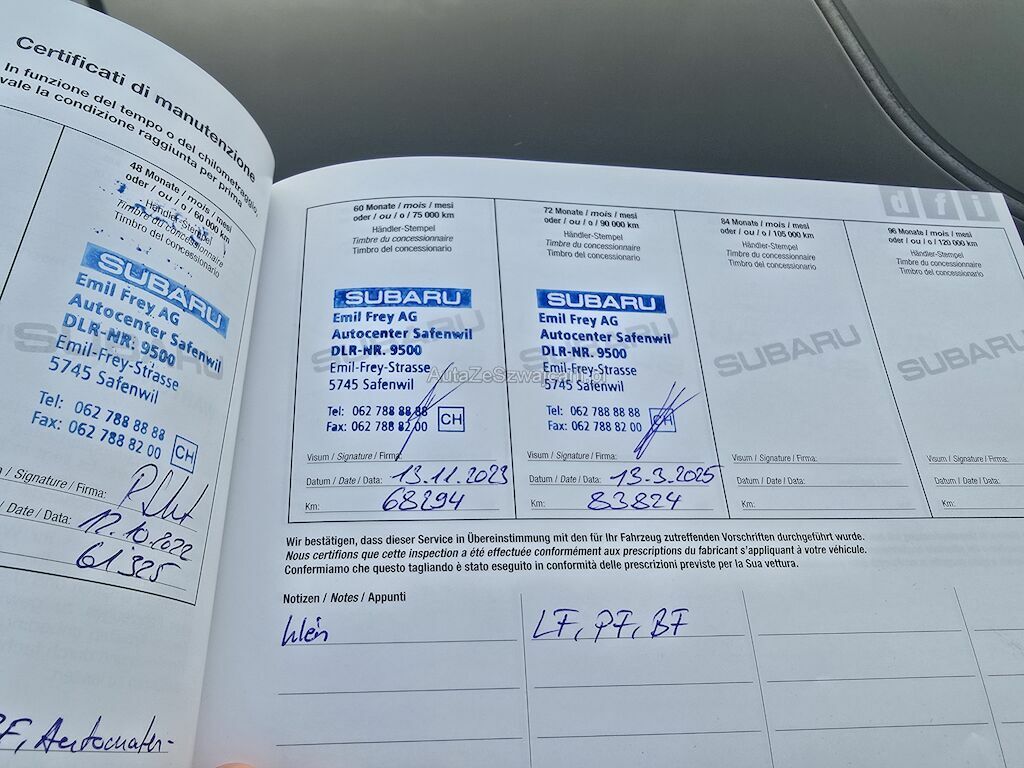 Certificati di manutenzione
In funzione del tempo o del chilometraggio,
vale la condizione raggiunta per prima
48 Monate / mois / mesi
oder / ou / o / 60 000 km
Händler-Stempel
Timbre du concessionnaire
Timbro del concessionario
SUBARU
Emil Frey AG
Autocenter Safenwil
DLR-NR. 9500
Emil-Frey-Strasse
5745 Safenwil
Tel: 062 788 88 88
Fax: 062 788 82 00
CH
/ Signature / Firma:
/ Date / Data: 12.10.2022
61'325
60 Monate / mois / mesi
oder / ou / o / 75 000 km
Händler-Stempel
Timbre du concessionnaire
Timbro del concessionario
SUBARU
Emil Frey AG
Autocenter Safenwil
DLR-NR. 9500
Emil-Frey-Strasse
5745 Safenwil
Tel: 062 788 88 88
Fax: 062 788 82 00
CH
Visum / Signature / Firma:
Datum / Date / Data: 13.11.2023
Km: 68294
72 Monate / mois / mesi
oder / ou / o / 90 000 km
Händler-Stempel
Timbre du concessionnaire
Timbro del concessionario
SUBARU
Emil Frey AG
Autocenter Safenwil
DLR-NR. 9500
Emil-Frey-Strasse
5745 Safenwil
Tel: 062 788 88 88
Fax: 062 788 82 00
CH
Visum / Signature / Firma:
Datum / Date / Data: 13-3.2025
Km: 83824
84 Monate / mois / mesi
oder / ou / o / 105 000 km
Händler-Stempel
Timbre du concessionnaire
Timbro del concessionario
SUBARU
Visum / Signature / Firma:
Datum / Date / Data:
Km:
96 Monate / mois / mesi
oder / ou / o / 120 000 km
Händler-Stempel
Timbre du concessionnaire
Timbro del concessionario
SUBARU
Visum / Signature / Firma:
Datum / Date / Data:
Km:
dfi
AutaZeSzwajcarii.pl
Wir bestätigen, dass dieser Service in Übereinstimmung mit den für Ihr Fahrzeug zutreffenden Vorschriften durchgeführt wurde.
Nous certifions que cette inspection a été effectuée conformément aux prescriptions du fabricant s'appliquant à votre véhicule.
Confermiamo che questo tagliando è stato eseguito in conformità delle prescrizioni previste per la Sua vettura.
Notizen / Notes / Appunti
klein
LF, PF, BF